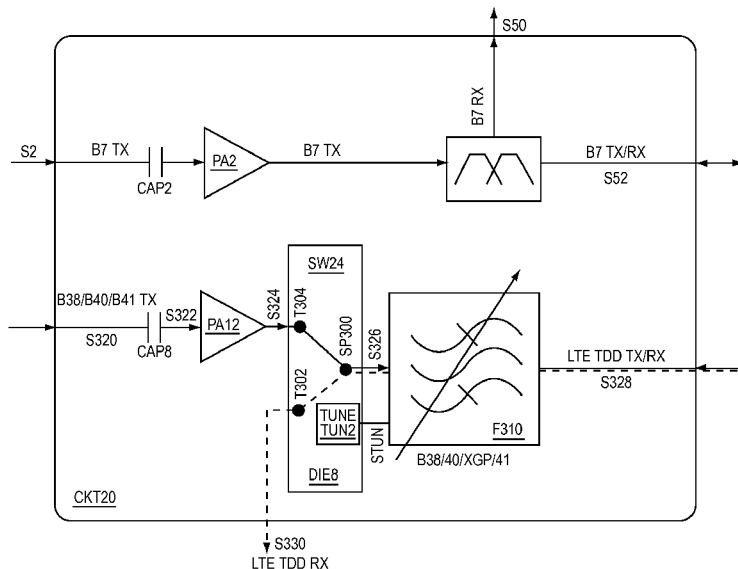 S50
B7 RX
S2
B7 TX
CAP2
PA2
B7 TX
B7 TX/RX
S52
B38/B40/B41 TX
S320
S322
CAP8
PA12
S324
SW24
T304
SP300
S326
T302
TUNE
TUN2
STUN
DIE8
F310
B38/40/XGP/41
LTE TDD TX/RX
S328
CKT20
S330
LTE TDD RX